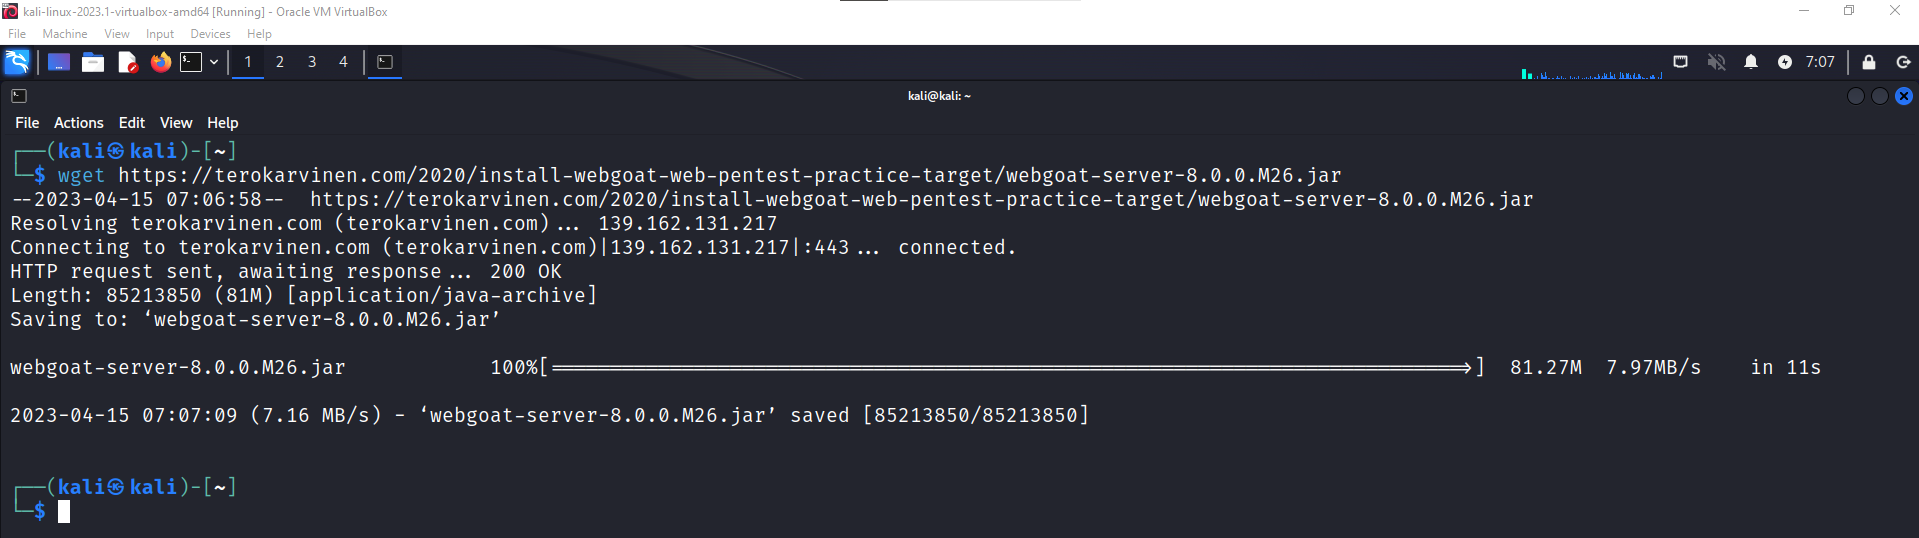 kali-linux-2023.1-virtualbox-amd64 [Running] - Oracle VM VirtualBox
File Machine View Input Devices Help
1 2 3 4 7:07
kali@kali: ~
File Actions Edit View Help
┌──(kali㉿kali)-[~]
└─$ wget https://terokarvinen.com/2020/install-webgoat-web-pentest-practice-target/webgoat-server-8.0.0.M26.jar
--2023-04-15 07:06:58--  https://terokarvinen.com/2020/install-webgoat-web-pentest-practice-target/webgoat-server-8.0.0.M26.jar
Resolving terokarvinen.com (terokarvinen.com)... 139.162.131.217
Connecting to terokarvinen.com (terokarvinen.com)|139.162.131.217|:443... connected.
HTTP request sent, awaiting response... 200 OK
Length: 85213850 (81M) [application/java-archive]
Saving to: ‘webgoat-server-8.0.0.M26.jar’
webgoat-server-8.0.0.M26.jar 100%[============================================================================>] 81.27M 7.97MB/s in 11s
2023-04-15 07:07:09 (7.16 MB/s) - ‘webgoat-server-8.0.0.M26.jar’ saved [85213850/85213850]
┌──(kali㉿kali)-[~]
└─$